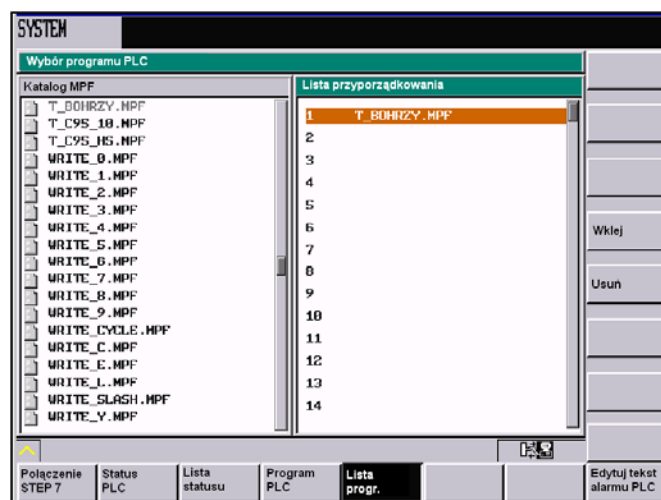 SYSTEM
Wybór programu PLC
Katalog MPF
T_BOHRZY.MPF
T_C95_10.MPF
T_C95_HS.MPF
WRITE_0.MPF
WRITE_1.MPF
WRITE_2.MPF
WRITE_3.MPF
WRITE_4.MPF
WRITE_5.MPF
WRITE_6.MPF
WRITE_7.MPF
WRITE_8.MPF
WRITE_9.MPF
WRITE_CYCLE.MPF
WRITE_C.MPF
WRITE_E.MPF
WRITE_L.MPF
WRITE_SLASH.MPF
WRITE_Y.MPF
Lista przyporządkowania
1 T_BOHRZY.MPF
2
3
4
5
6
7
8
9
10
11
12
13
14
Wklej
Usuń
Połączenie
STEP 7
Status
PLC
Lista
statusu
Program
PLC
Lista
progr.
Edytuj tekst
alarmu PLC